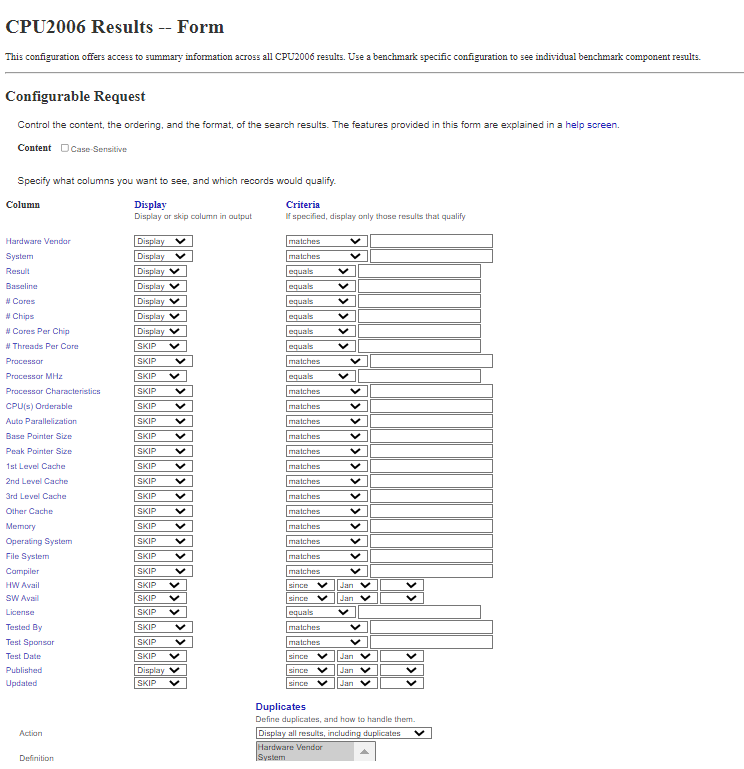 CPU2006 Results -- Form
This configuration offers access to summary information across all CPU2006 results. Use a benchmark specific configuration to see individual benchmark component results.
Configurable Request
Control the content, the ordering, and the format, of the search results. The features provided in this form are explained in a help screen.
Content Case-Sensitive
Specify what columns you want to see, and which records would qualify.
Column Display Criteria
Display or skip column in output If specified, display only those results that qualify
Hardware Vendor Display matches
System Display matches
Result Display equals
Baseline Display equals
# Cores Display equals
# Chips Display equals
# Cores Per Chip Display equals
# Threads Per Core SKIP equals
Processor SKIP matches
Processor MHz SKIP equals
Processor Characteristics SKIP matches
CPU(s) Orderable SKIP matches
Auto Parallelization SKIP matches
Base Pointer Size SKIP matches
Peak Pointer Size SKIP matches
1st Level Cache SKIP matches
2nd Level Cache SKIP matches
3rd Level Cache SKIP matches
Other Cache SKIP matches
Memory SKIP matches
Operating System SKIP matches
File System SKIP matches
Compiler SKIP matches
HW Avail SKIP since Jan
SW Avail SKIP since Jan
License SKIP equals
Tested By SKIP matches
Test Sponsor SKIP matches
Test Date SKIP since Jan
Published Display since Jan
Updated SKIP since Jan
Duplicates
Define duplicates, and how to handle them.
Action Display all results, including duplicates
Hardware Vendor
Definition System